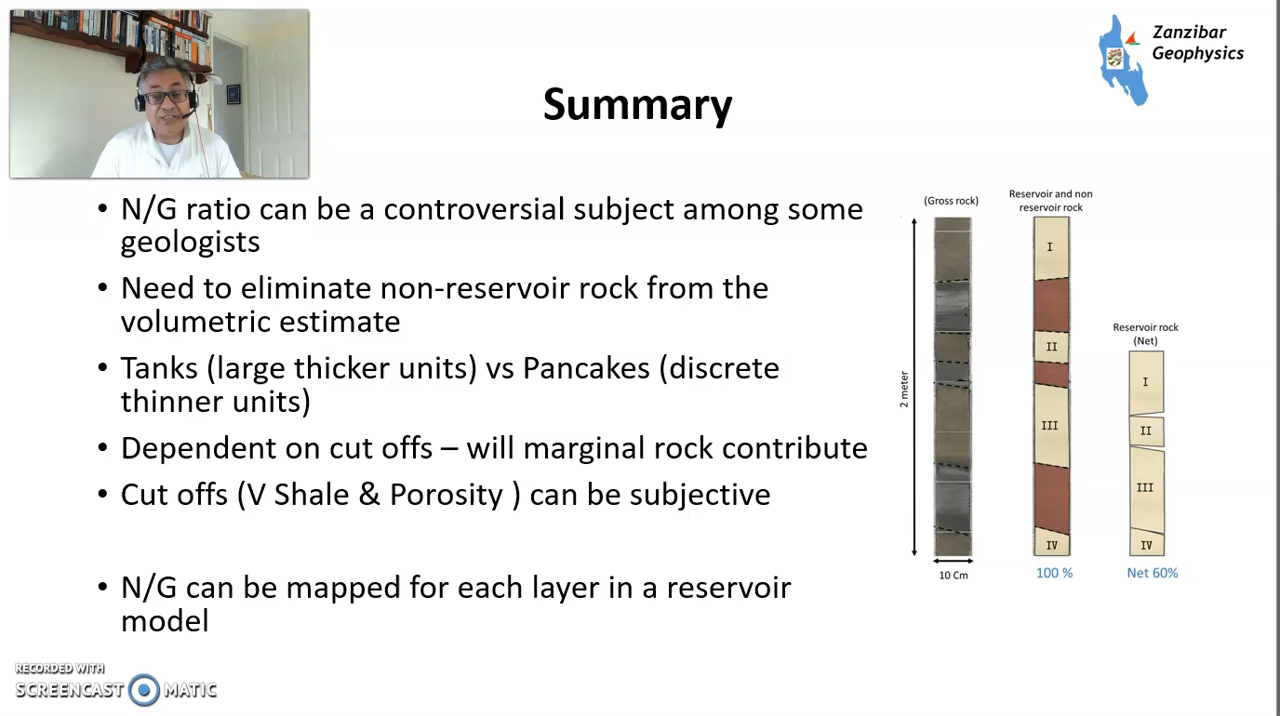 Zanzibar
Geophysics
Summary
• N/G ratio can be a controversial subject among some
geologists
• Need to eliminate non-reservoir rock from the
volumetric estimate
• Tanks (large thicker units) vs Pancakes (discrete
thinner units)
• Dependent on cut offs – will marginal rock contribute
• Cut offs (V Shale & Porosity ) can be subjective
• N/G can be mapped for each layer in a reservoir
model
(Gross rock)
Reservoir and non
reservoir rock
Reservoir rock
(Net)
2 meter
I
II
III
IV
I
II
III
IV
10 Cm
100 %
Net 60%
RECORDED WITH
SCREENCAST MATIC